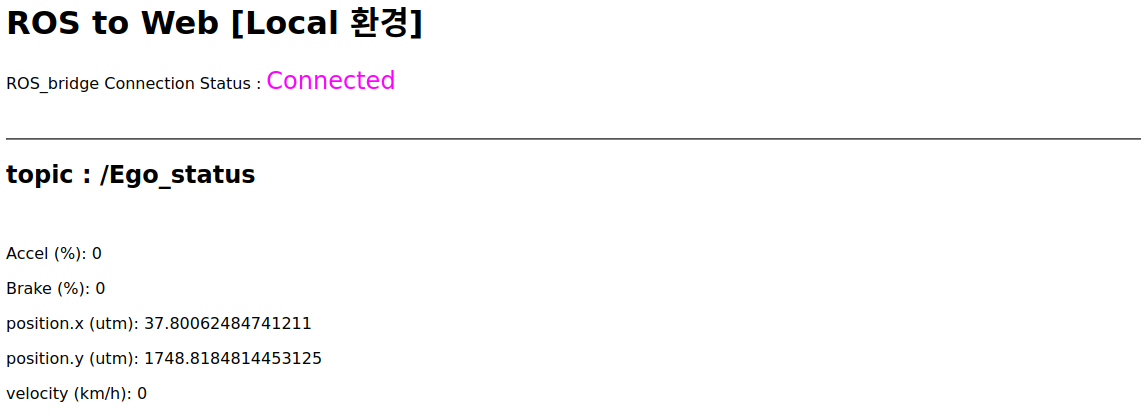 ROS to Web [Local 환경]
ROS_bridge Connection Status : Connected
topic : /Ego_status
Accel (%): 0
Brake (%): 0
position.x (utm): 37.80062484741211
position.y (utm): 1748.8184814453125
velocity (km/h): 0